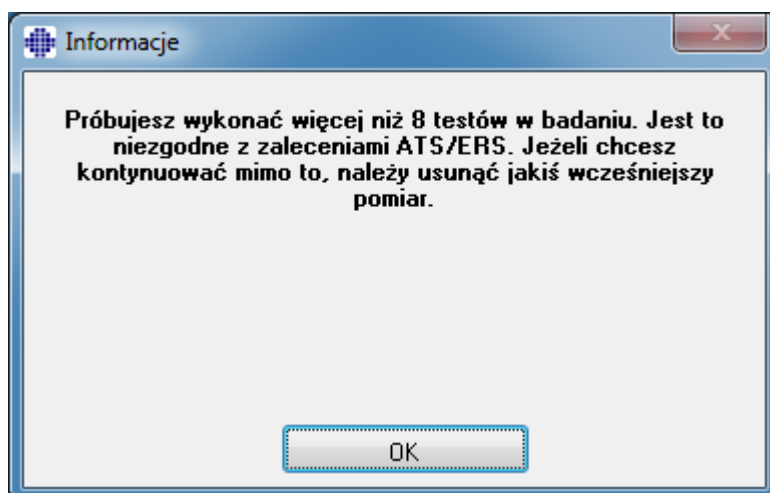 Informacje
Próbujesz wykonać więcej niż 8 testów w badaniu. Jest to
niezgodne z zaleceniami ATS/ERS. Jeżeli chcesz
kontynuować mimo to, należy usunąć jakiś wcześniejszy
pomiar.
OK